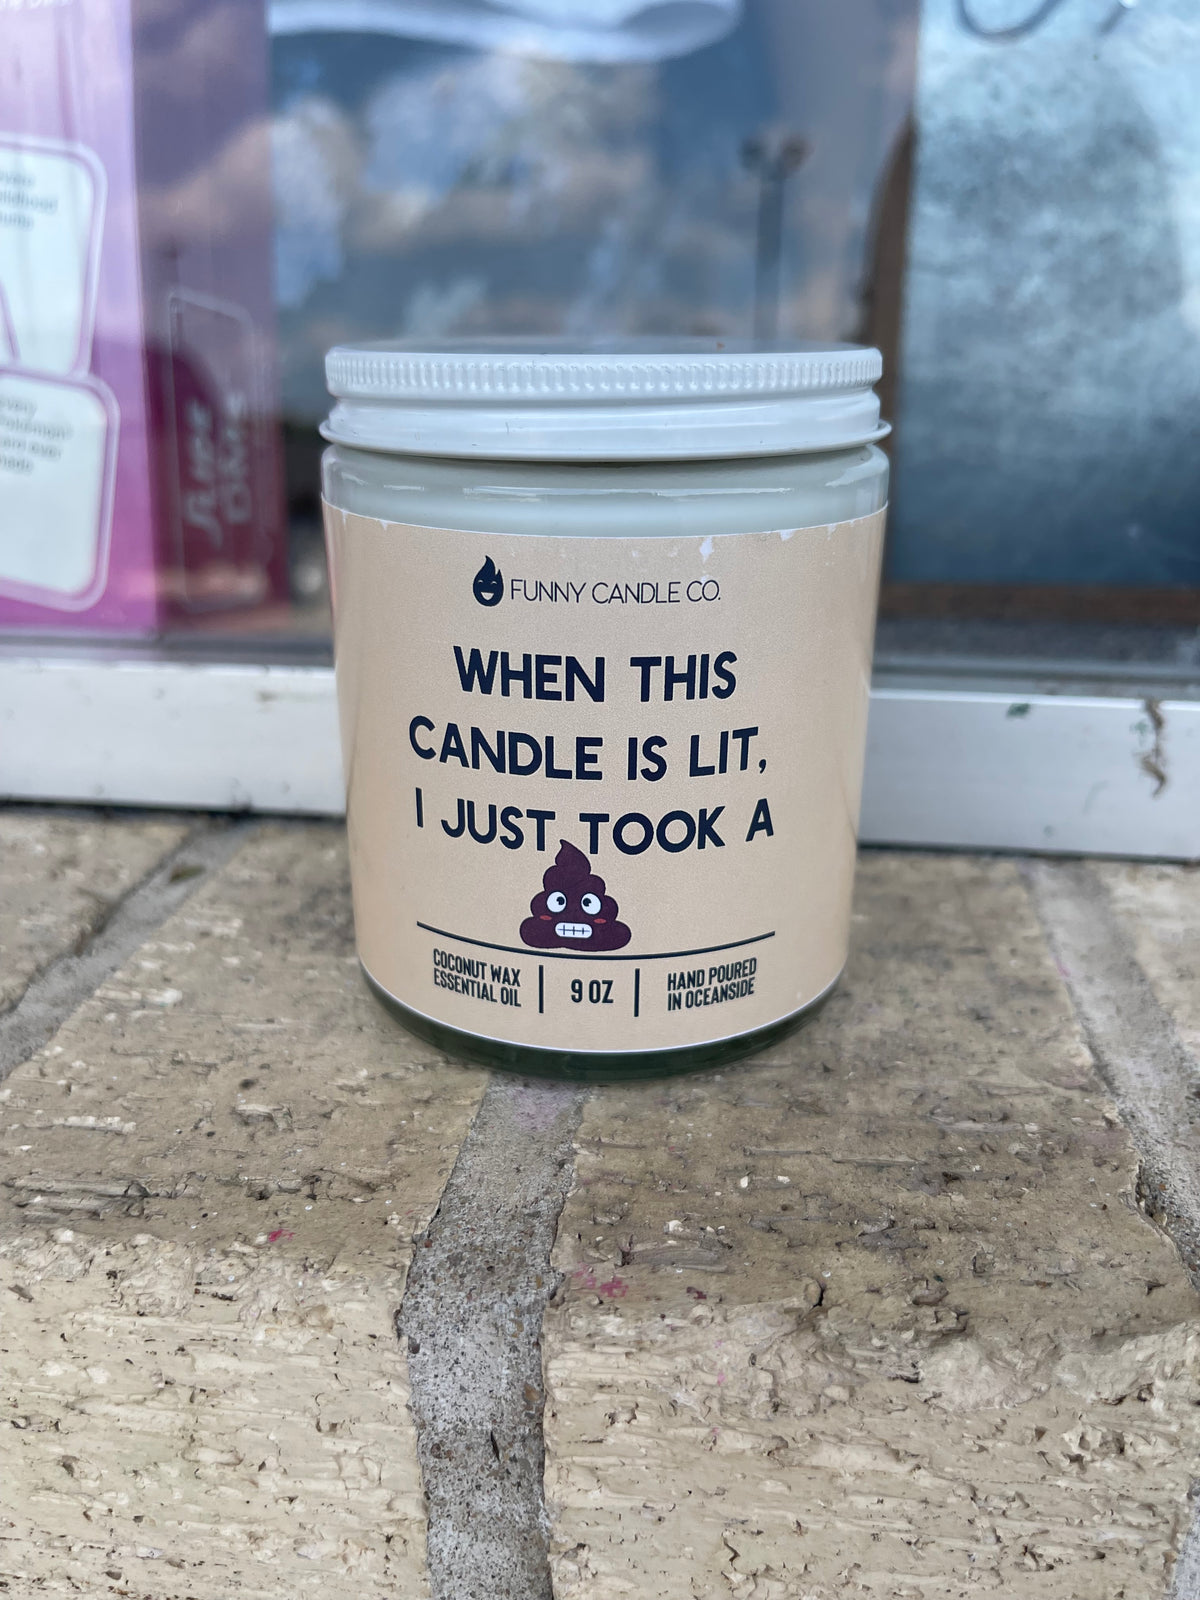 FUNNY CANDLE CO.
WHEN THIS
CANDLE IS LIT,
I JUST TOOK A
COCONUT WAX
ESSENTIAL OIL
9 OZ
HAND POURED
IN OCEANSIDE